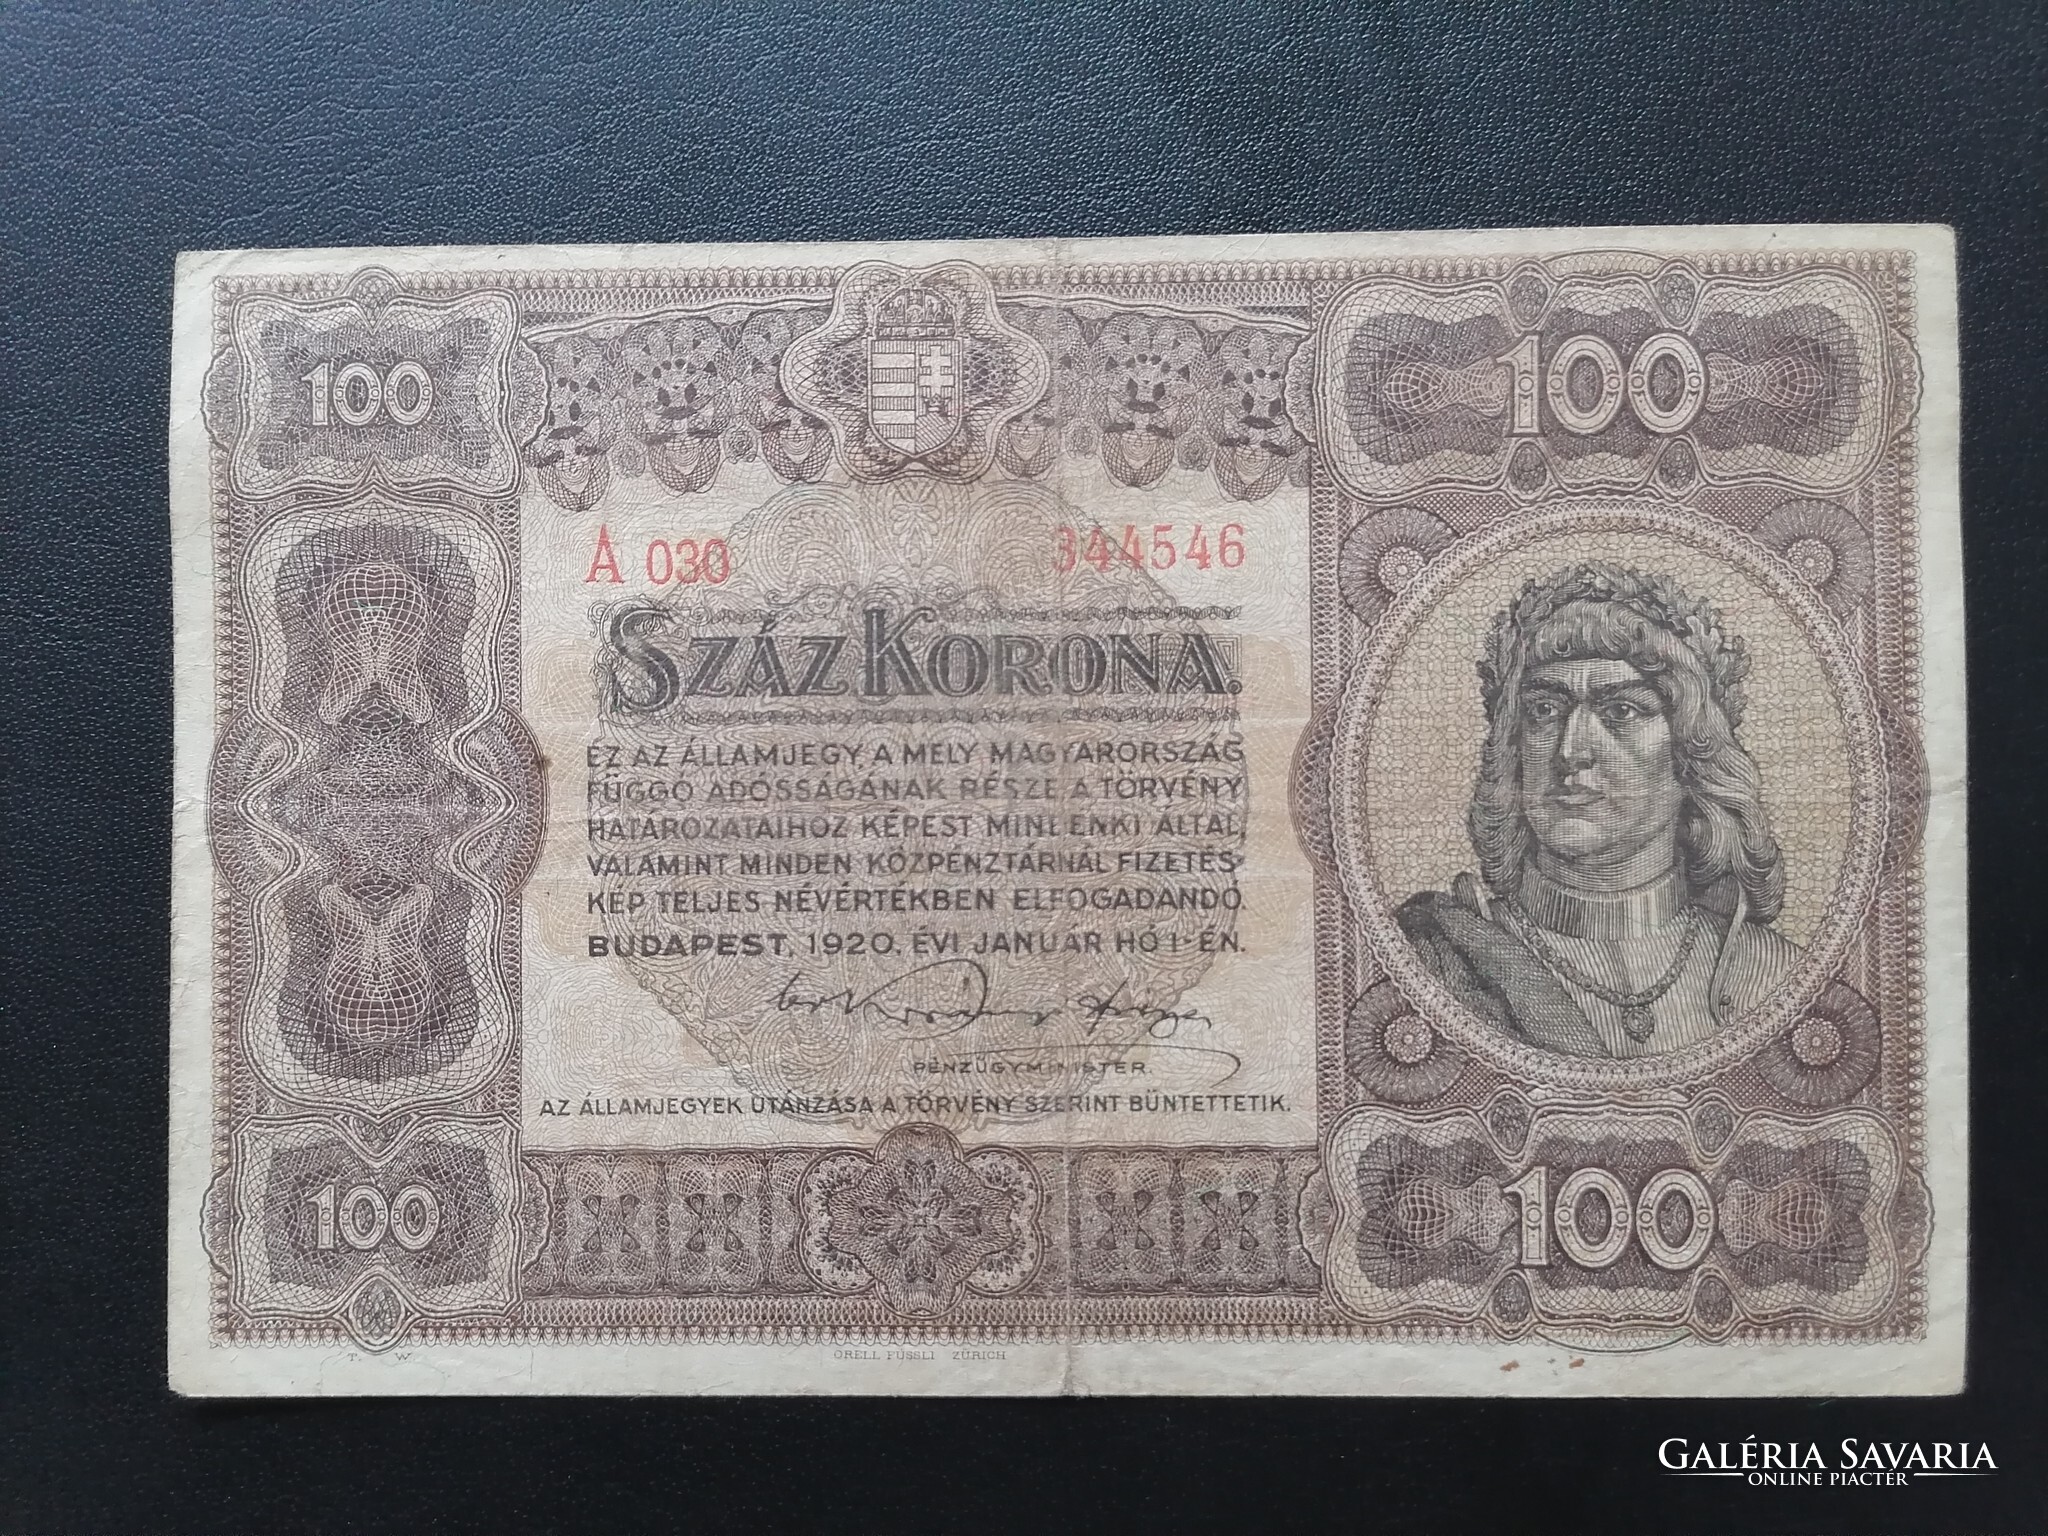 100
100
A 030 344546
SZÁZ KORONA.
EZ AZ ÁLLAMJEGY, A MELY MAGYARORSZÁG
FÜGGŐ ADÓSSÁGÁNAK RÉSZE A TÖRVÉNY
HATÁROZATAIHOZ KÉPEST MINDENKI ÁLTAL,
VALAMINT MINDEN KÖZPÉNZTÁRNÁL FIZETÉS-
KÉP TELJES NÉVÉRTÉKBEN ELFOGADANDÓ.
BUDAPEST, 1920. ÉVI JANUÁR HÓ 1-ÉN.
PÉNZÜGYMINISTER.
AZ ÁLLAMJEGYEK UTÁNZÁSA A TÖRVÉNY SZERINT BÜNTETTETIK.
100
100
T. W. ORELL FÜSSLI ZÜRICH
GALÉRIA SAVARIA
ONLINE PIACTÉR